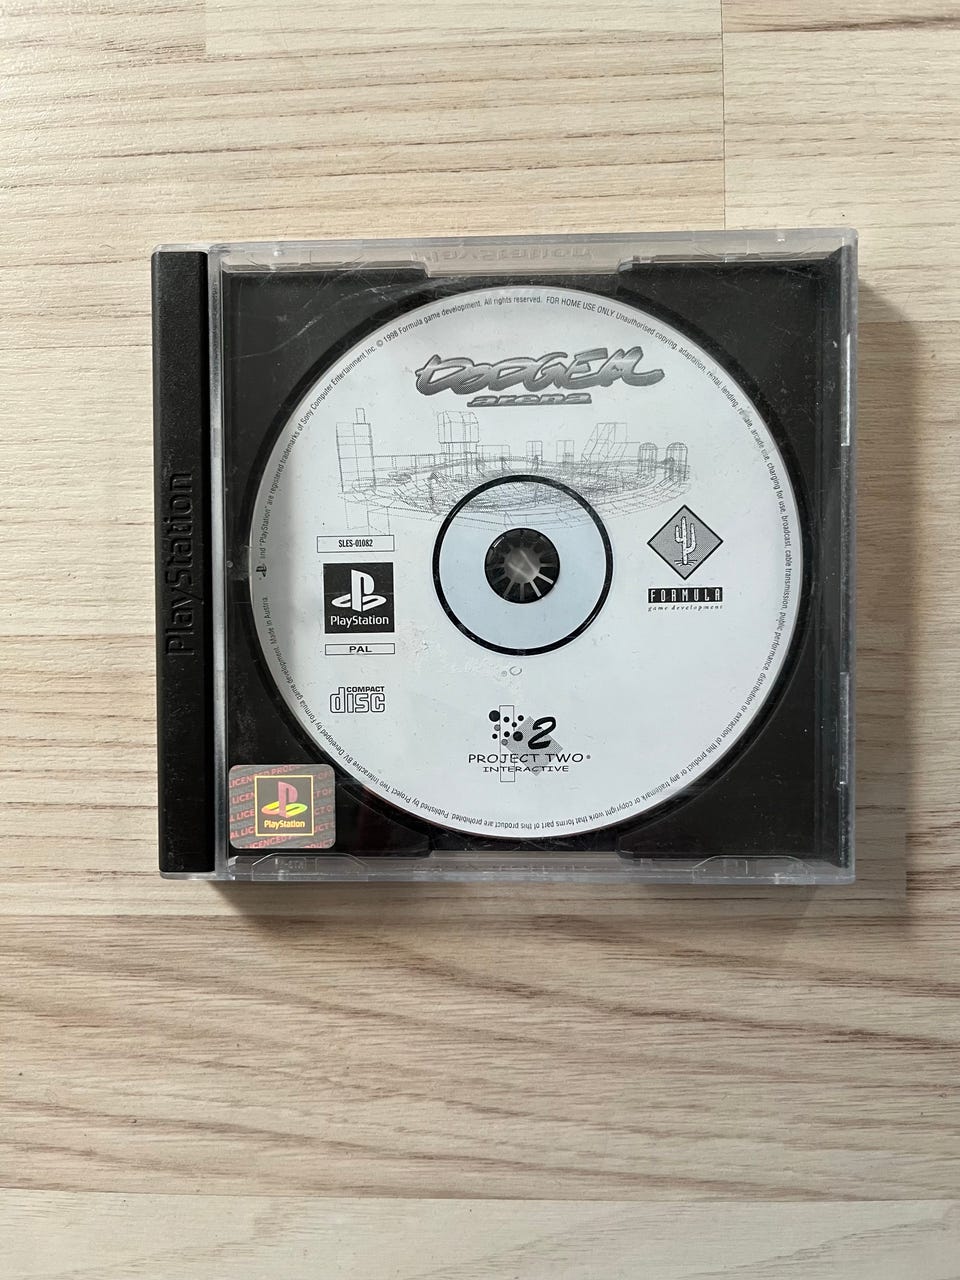 PlayStation
DODGEM
arena
SLES-01082
PlayStation
PAL
COMPACT
disc
FORMULA
game development
2
PROJECT TWO
INTERACTIVE
PlayStation
and "PlayStation" are registered trademarks of Sony Computer Entertainment Inc. © 1998 Formula game development. All rights reserved. FOR HOME USE ONLY. Unauthorised copying, adaptation, rental, lending, re-sale, arcade use, charging for use, broadcast, cable transmission, public performance, distribution or extraction of this product or any trademark or copyright work that forms part of this product are prohibited. Published by Project Two Interactive BV. Developed by Formula game development. Made in Austria.